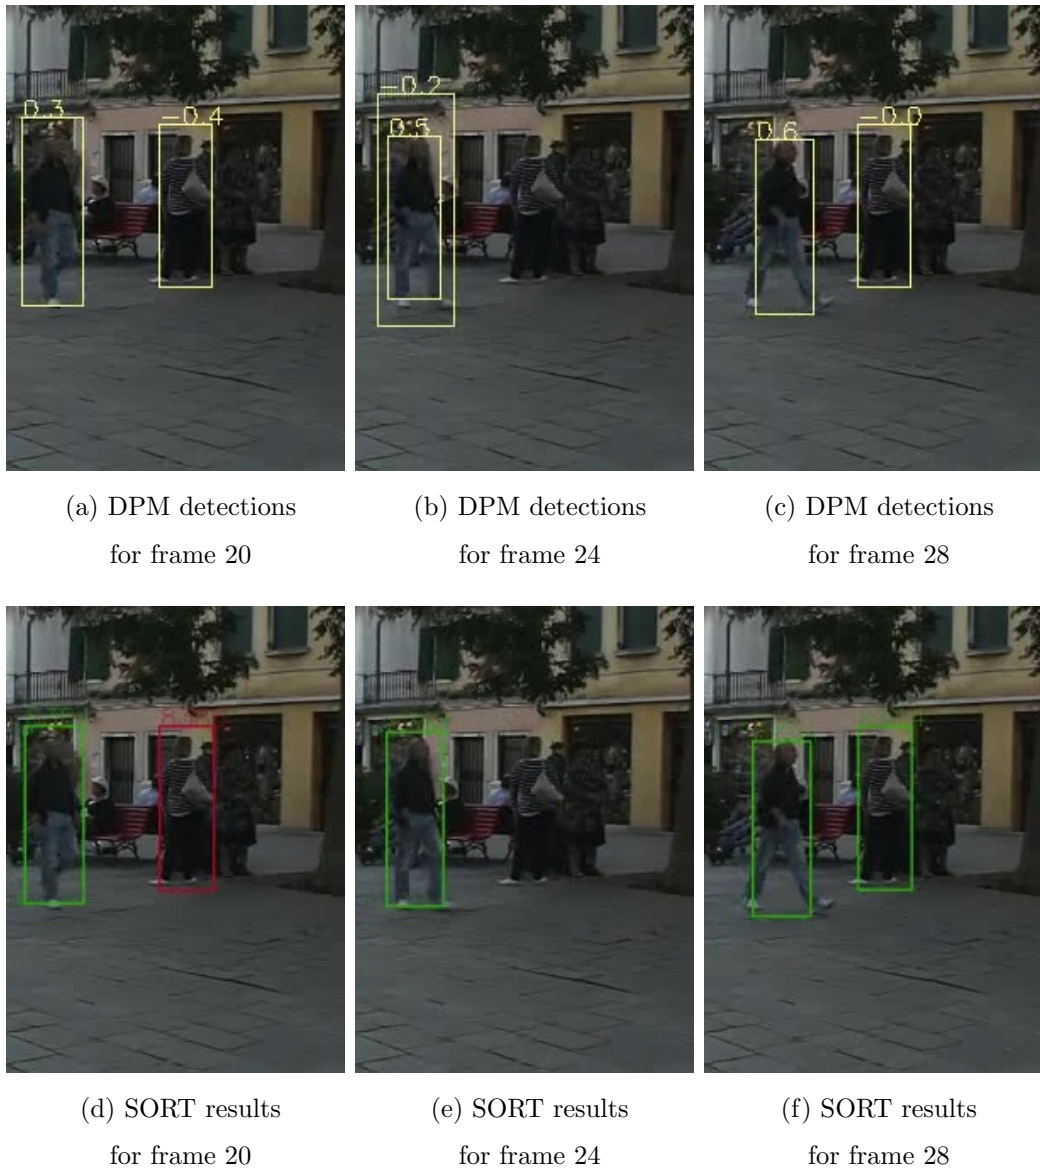 0.3
-0.4
-0.2
0.5
0.6
-0.0
(a) DPM detections
for frame 20
(b) DPM detections
for frame 24
(c) DPM detections
for frame 28
(d) SORT results
for frame 20
(e) SORT results
for frame 24
(f) SORT results
for frame 28